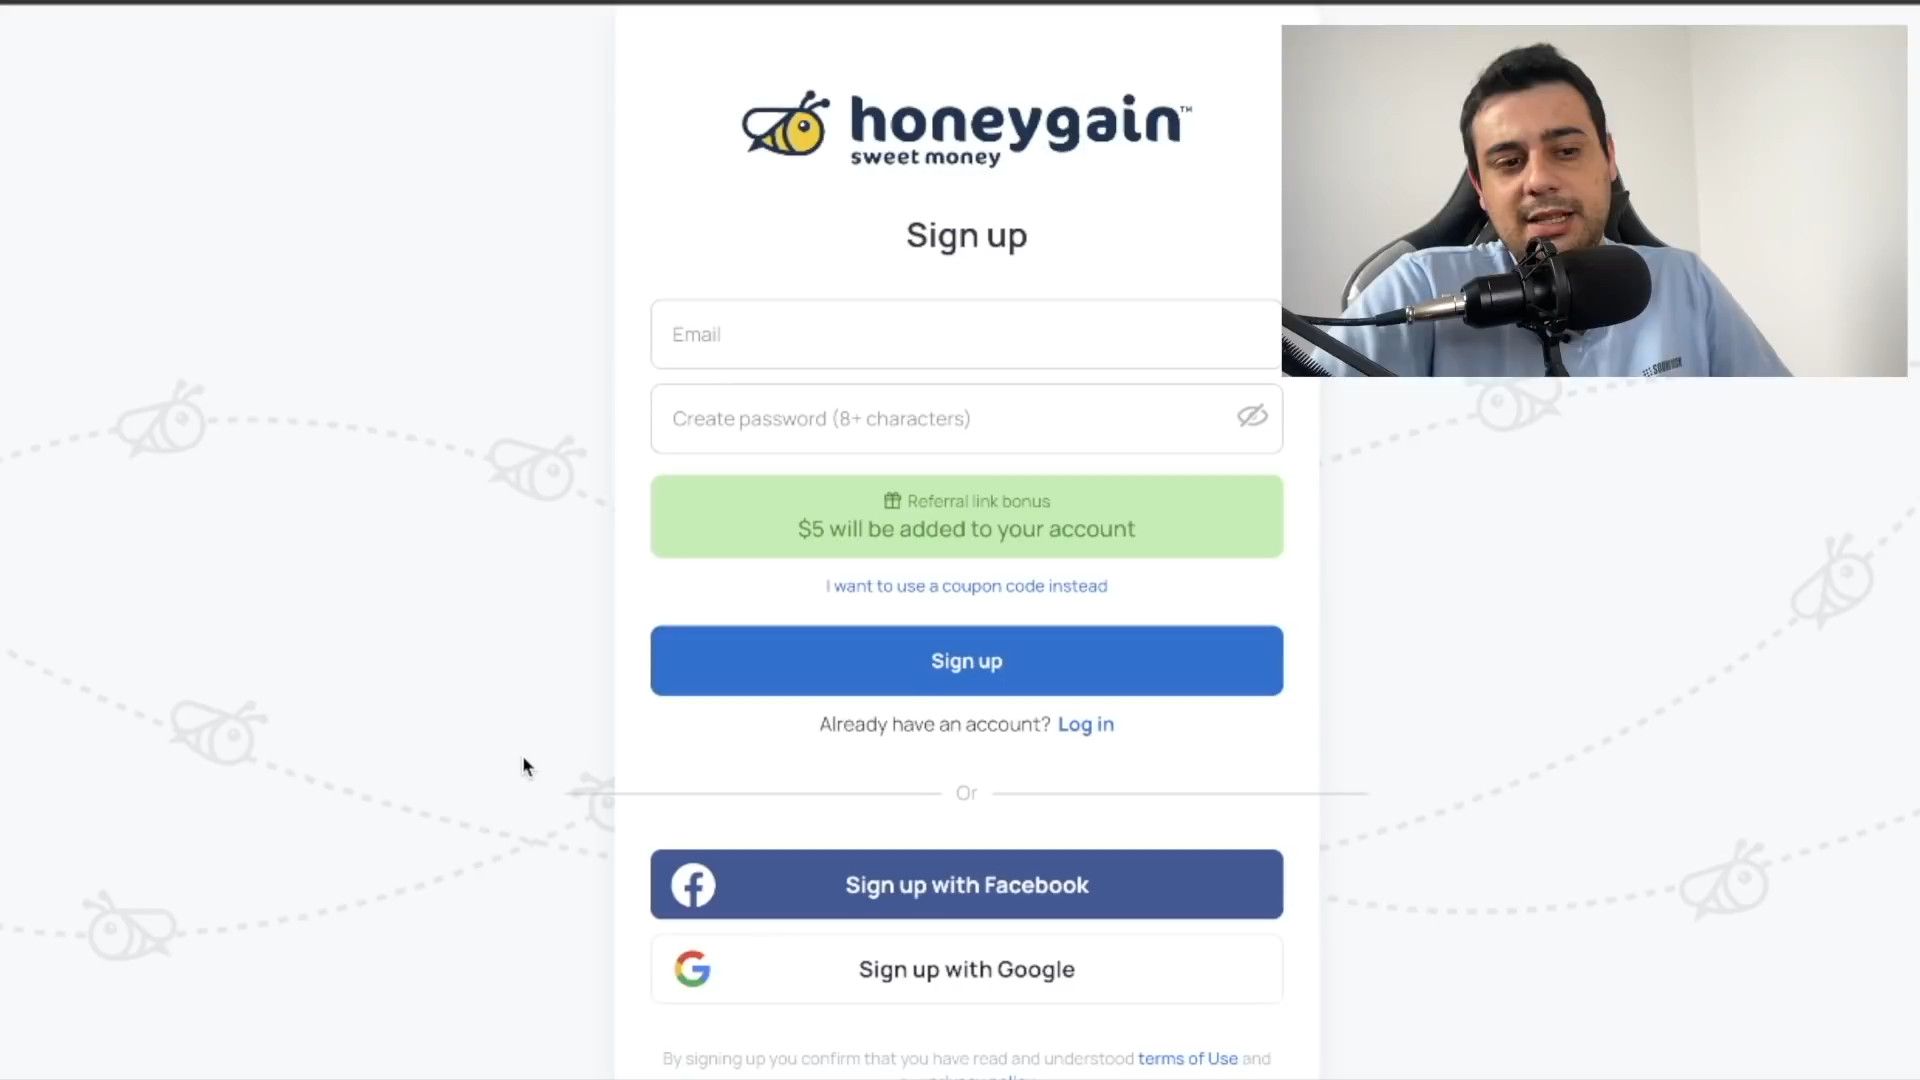 honeygain™
sweet money
Sign up
Email
Create password (8+ characters)
Referral link bonus
$5 will be added to your account
I want to use a coupon code instead
Sign up
Already have an account? Log in
Or
Sign up with Facebook
Sign up with Google
By signing up you confirm that you have read and understood terms of Use and